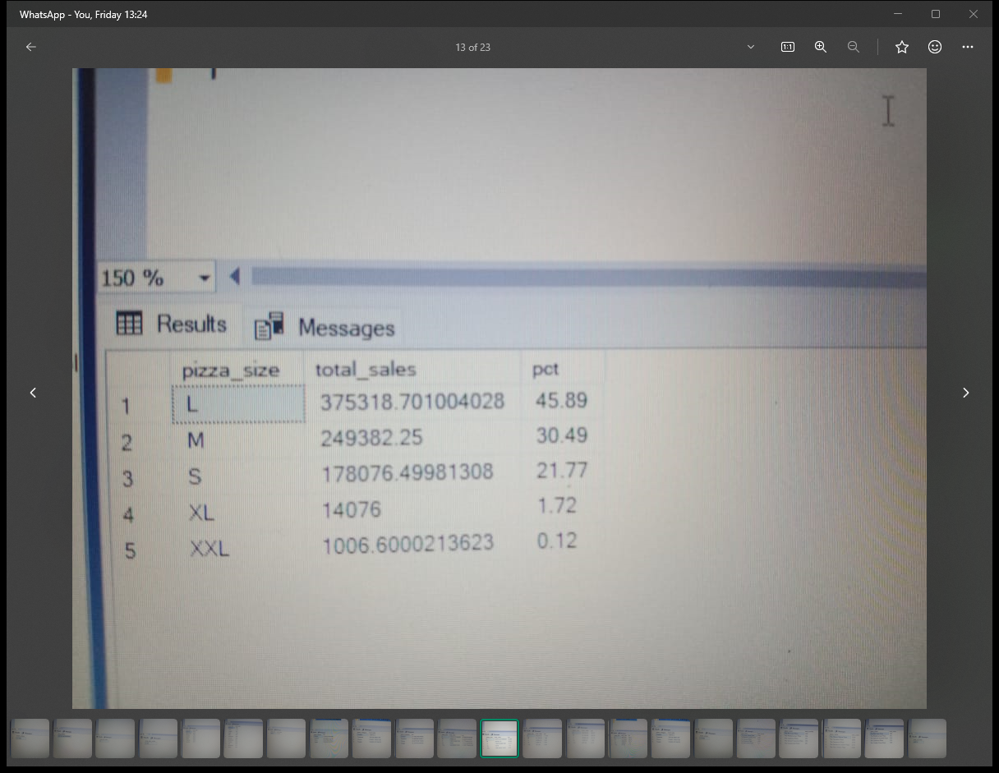 WhatsApp - You, Friday 13:24
13 of 23
1:1
150 %
Results Messages
pizza_size total_sales pct
1 L 375318.701004028 45.89
2 M 249382.25 30.49
3 S 178076.49981308 21.77
4 XL 14076 1.72
5 XXL 1006.6000213623 0.12